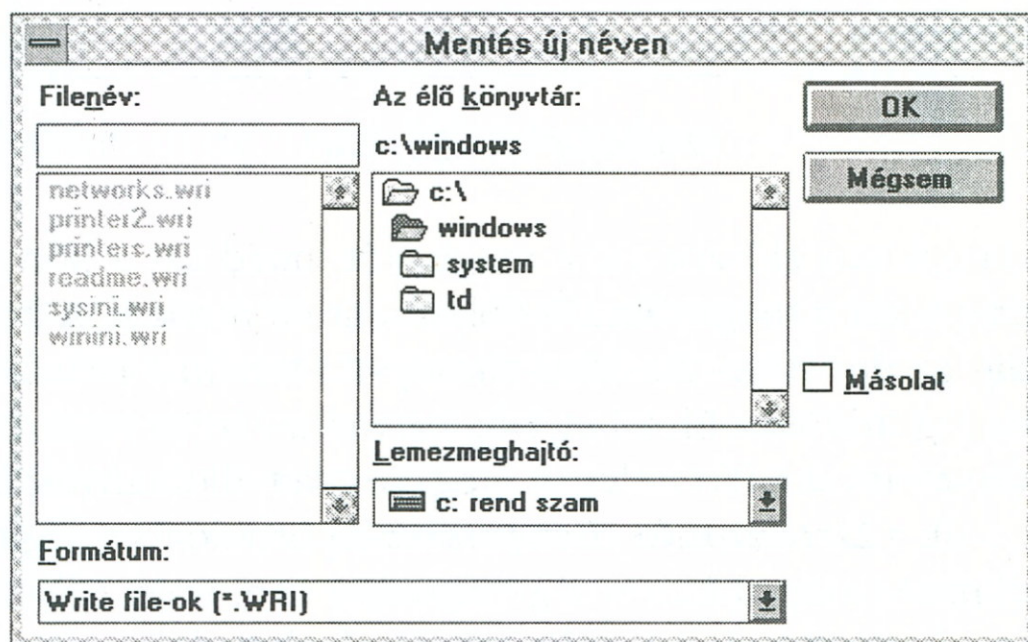 Mentés új néven
Filenév:
networks.wri
printer2.wri
printers.wri
readme.wri
sysini.wri
winini.wri
Az élő könyvtár:
c:\windows
c:\
windows
system
td
OK
Mégsem
Másolat
Lemezmeghajtó:
c: rend szam
Formátum:
Write file-ok (*.WRI)